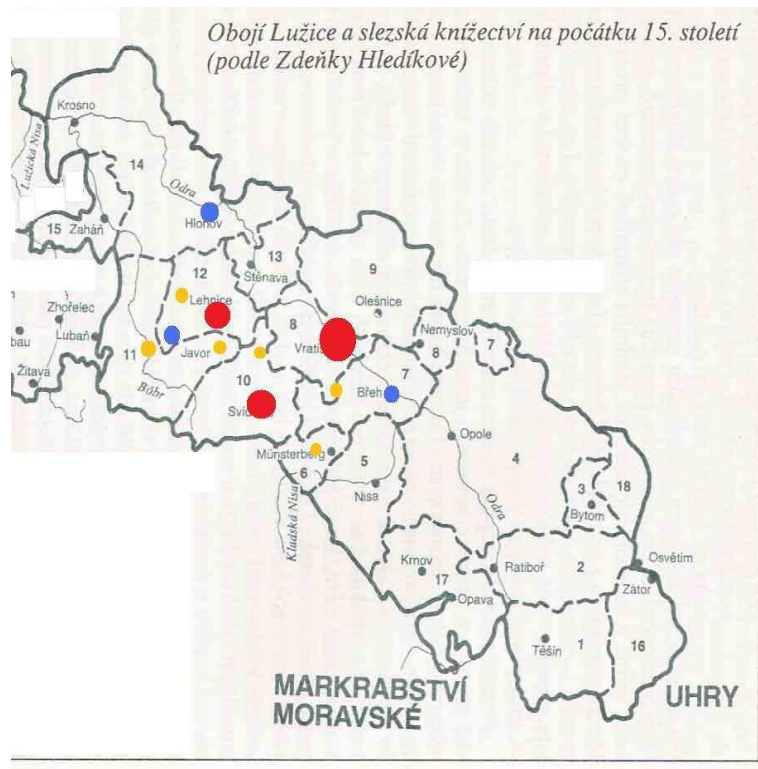 Obojí Lužice a slezská knížectví na počátku 15. století
(podle Zdeňky Hledíkové)
Krosno
Lužická Nisa
14
Odra
Hlohov
15
Zaháň
12
Stěnava
13
9
Lehnice
Olešnice
Zhořelec
Lubaň
bau
Žitava
11
Javor
8
Nemyslov
8
7
7
Břeh
10
Bóbr
Münsterberg
6
5
Nisa
Kladská Nisa
Opole
4
Odra
3
18
Bytom
Krnov
17
Opava
Ratiboř
2
Osvětim
Zátor
Těšín
1
16
MARKRABSTVÍ
MORAVSKÉ
UHRY